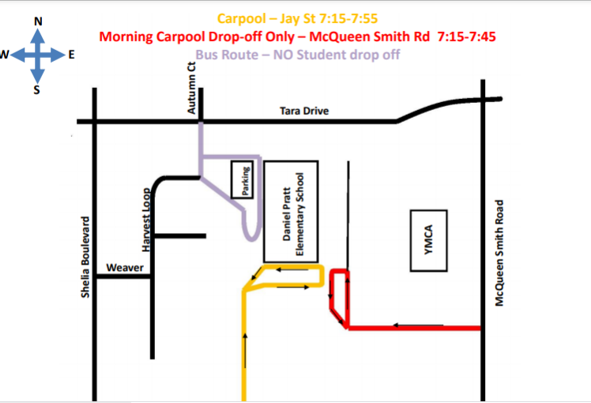 Carpool – Jay St 7:15-7:55
Morning Carpool Drop-off Only – McQueen Smith Rd 7:15-7:45
Bus Route – NO Student drop off
N
W
E
S
Autumn Ct
Tara Drive
Parking
Daniel Pratt
Elementary School
YMCA
Harvest Loop
Shelia Boulevard
Weaver
McQueen Smith Road